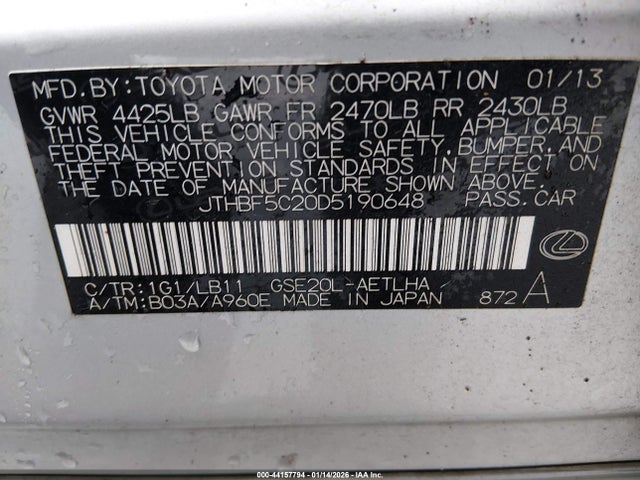 MFD.BY:TOYOTA MOTOR CORPORATION 01/13
GVWR 4425LB GAWR FR 2470LB RR 2430LB
THIS VEHICLE CONFORMS TO ALL APPLICABLE
FEDERAL MOTOR VEHICLE SAFETY,BUMPER,AND
THEFT PREVENTION STANDARDS IN EFFECT ON
THE DATE OF MANUFACTURE SHOWN ABOVE.
JTHBF5C20D5190648 PASS.CAR
C/TR:1G1/LB11 GSE20L-AETLHA
A/TM:B03A/A960E MADE IN JAPAN 872 A
000-44157794 - 01/14/2026 - IAA Inc.